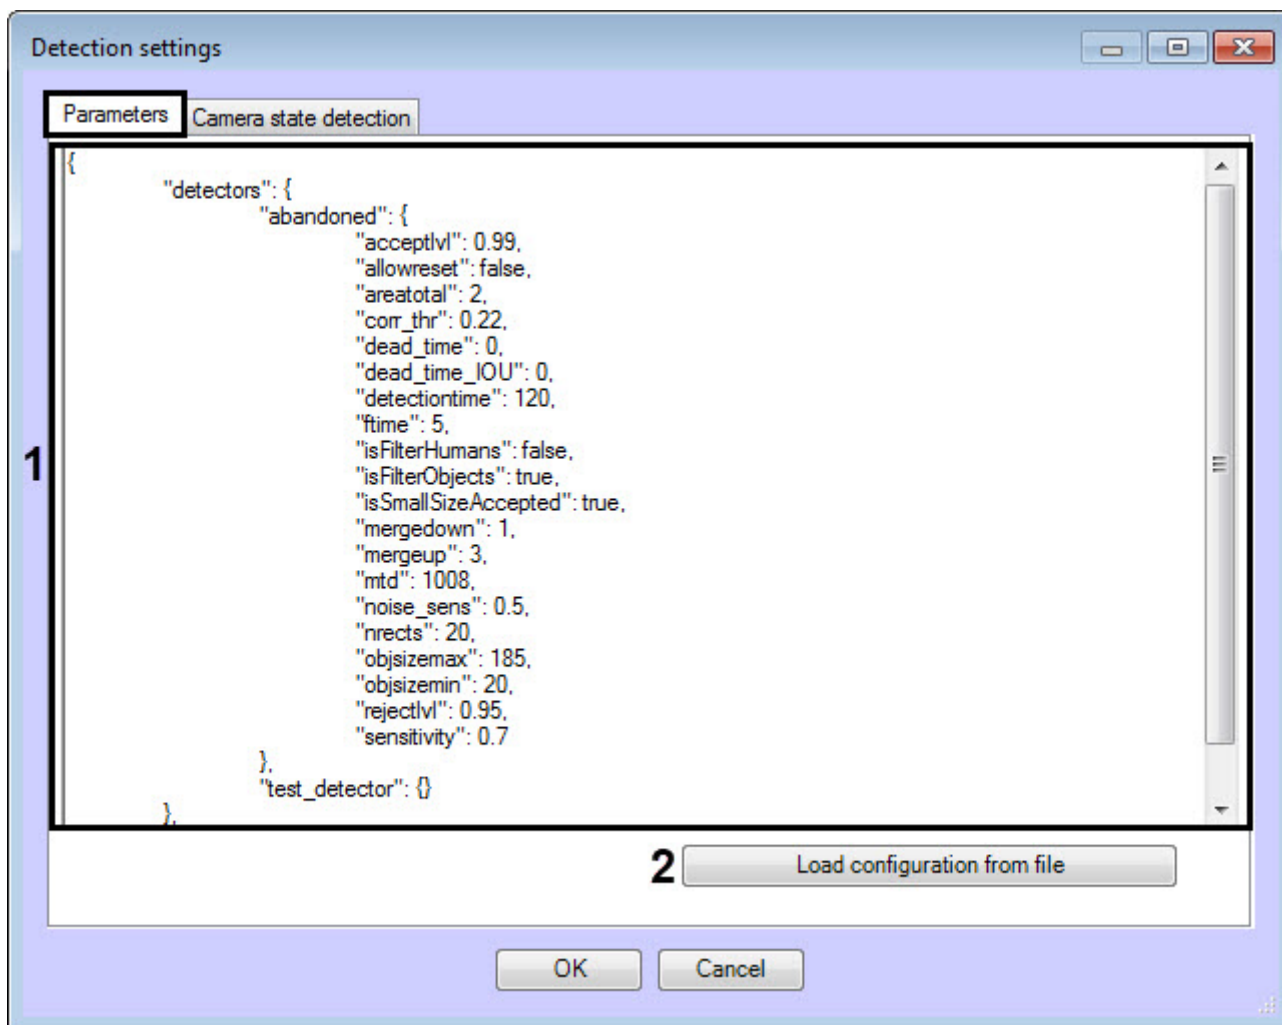 Detection settings
Parameters
Camera state detection
{
"detectors": {
"abandoned": {
"acceptlvl": 0.99,
"allowreset": false,
"areatotal": 2,
"corr_thr": 0.22,
"dead_time": 0,
"dead_time_IOU": 0,
"detectiontime": 120,
"ftime": 5,
"isFilterHumans": false,
"isFilterObjects": true,
"isSmallSizeAccepted": true,
"mergedown": 1,
"mergeup": 3,
"mtd": 1008,
"noise_sens": 0.5,
"nrects": 20,
"objsizemax": 185,
"objsizemin": 20,
"rejectlvl": 0.95,
"sensitivity": 0.7
},
"test_detector": {}
},
1
2
Load configuration from file
OK
Cancel